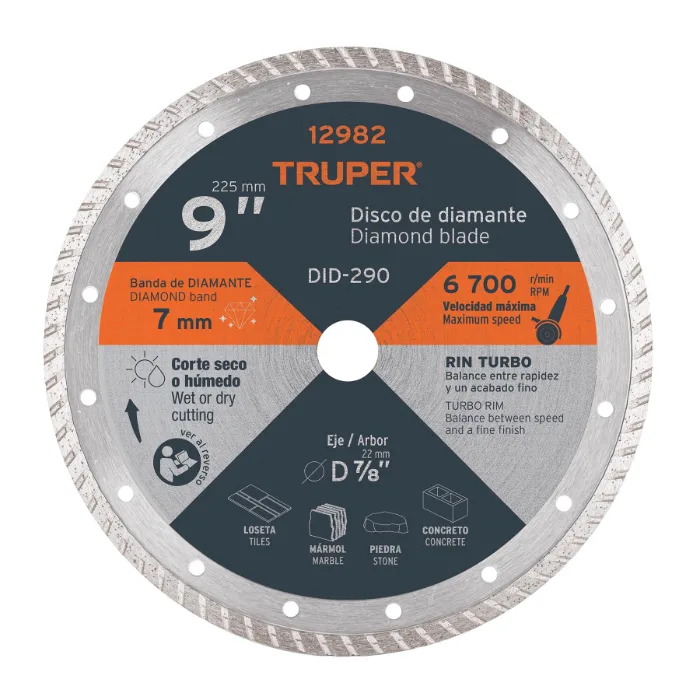 12982
TRUPER®
225 mm
9"
Disco de diamante
Diamond blade
DID-290
Banda de DIAMANTE
DIAMOND band
7 mm
6 700 r/min
RPM
Velocidad máxima
Maximum speed
Corte seco
o húmedo
Wet or dry
cutting
ver al reverso
RIN TURBO
Balance entre rapidez
y un acabado fino
TURBO RIM
Balance between speed
and a fine finish
Eje / Arbor
22 mm
D 7/8"
LOSETA
TILES
MÁRMOL
MARBLE
PIEDRA
STONE
CONCRETO
CONCRETE